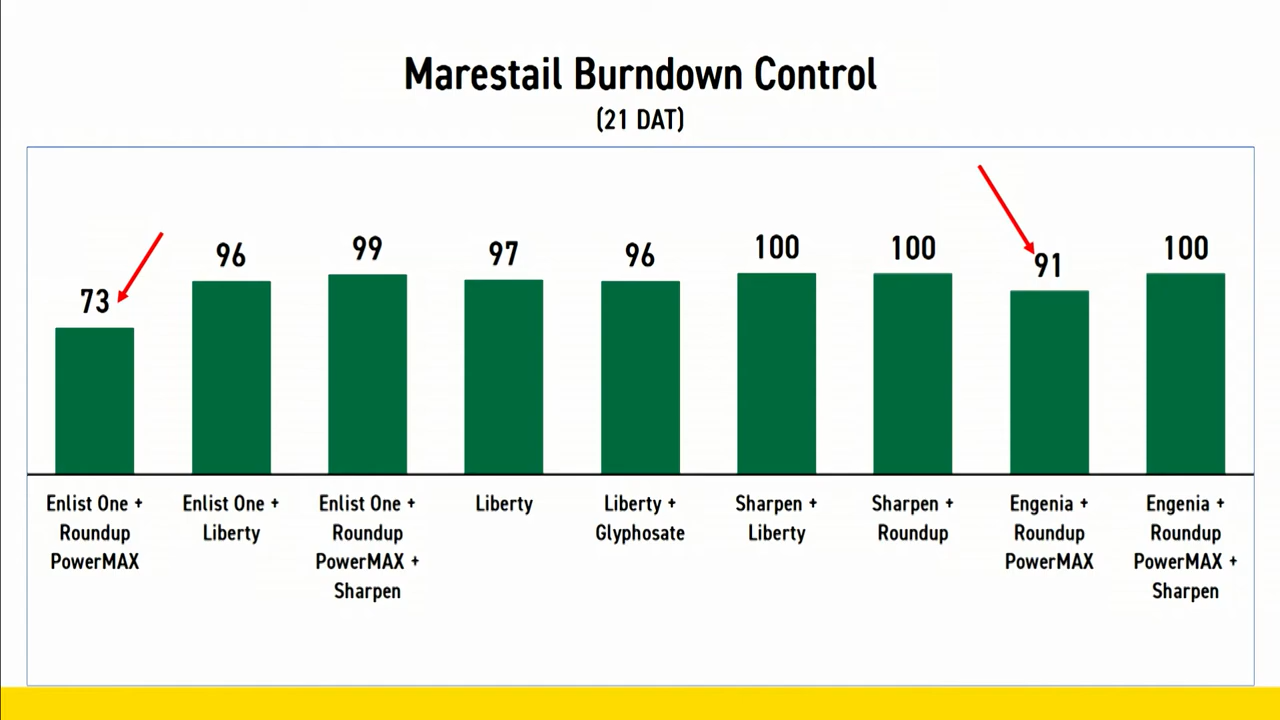 Marestail Burndown Control
(21 DAT)
73
96
99
97
96
100
100
91
100
Enlist One +
Roundup
PowerMAX
Enlist One +
Liberty
Enlist One +
Roundup
PowerMAX +
Sharpen
Liberty
Liberty +
Glyphosate
Sharpen +
Liberty
Sharpen +
Roundup
Engenia +
Roundup
PowerMAX
Engenia +
Roundup
PowerMAX +
Sharpen